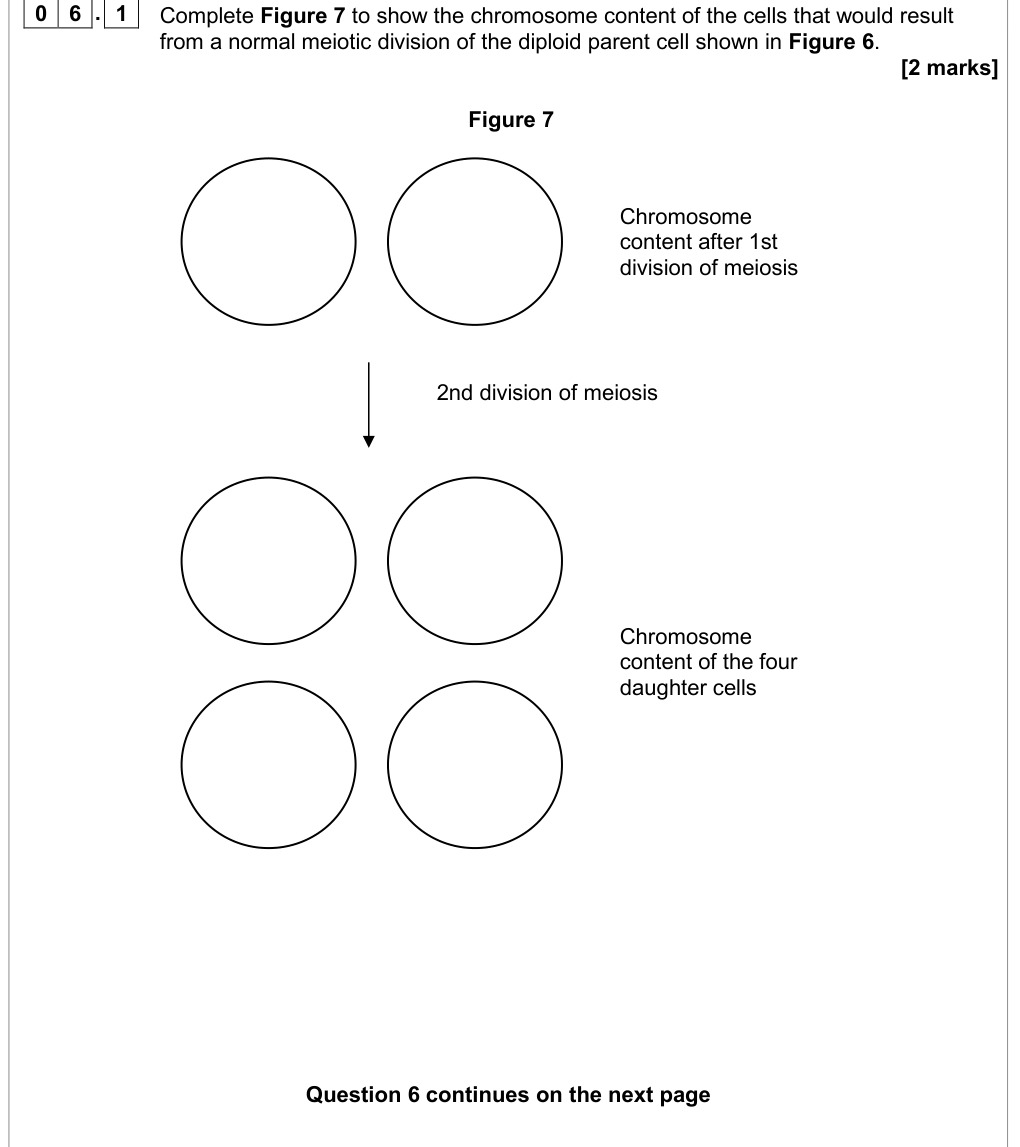 0 6 . 1 Complete Figure 7 to show the chromosome content of the cells that would result
from a normal meiotic division of the diploid parent cell shown in Figure 6.
[2 marks]
Figure 7
Chromosome
content after 1st
division of meiosis
2nd division of meiosis
Chromosome
content of the four
daughter cells
Question 6 continues on the next page